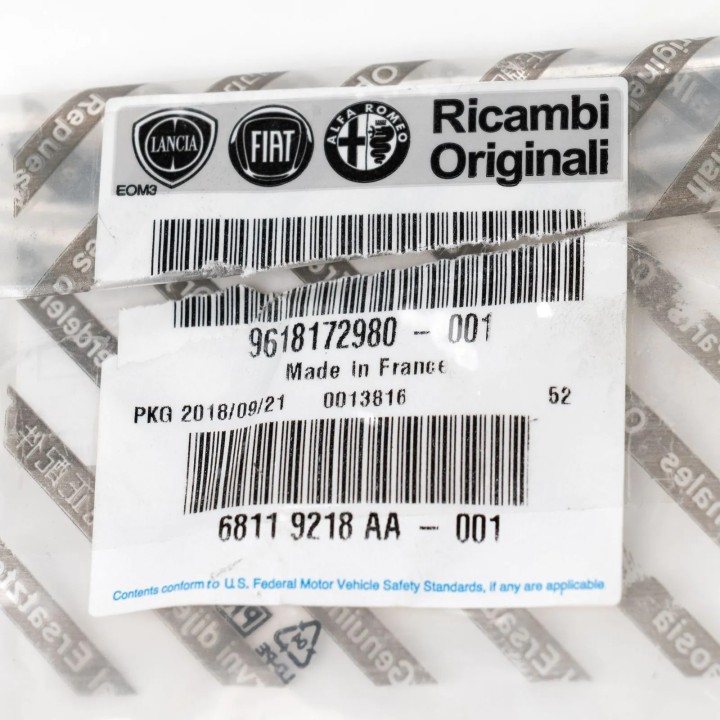 LANCIA FIAT ALFA ROMEO Ricambi
Originali
EOM3
9618172980 - 001
Made in France
PKG 2018/09/21 0013816 52
6811 9218 AA - 001
Contents conform to U.S. Federal Motor Vehicle Safety Standards, if any are applicable